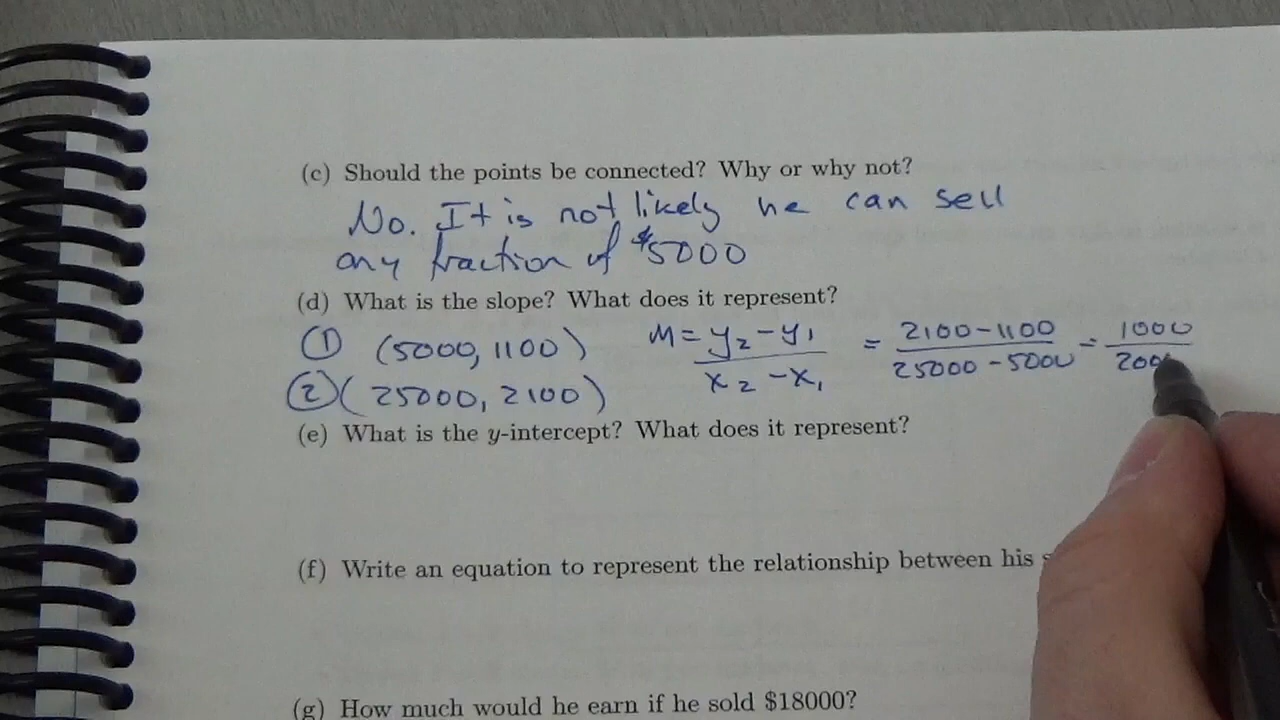 (c) Should the points be connected? Why or why not?
No. It is not likely he can sell
any fraction of $5000
(d) What is the slope? What does it represent?
① (5000, 1100) M = y₂ - y₁ / x₂ - x₁ = 2100 - 1100 / 25000 - 5000 = 1000 / 200
② (25000, 2100)
(e) What is the y-intercept? What does it represent?
(f) Write an equation to represent the relationship between his
(g) How much would he earn if he sold $18000?